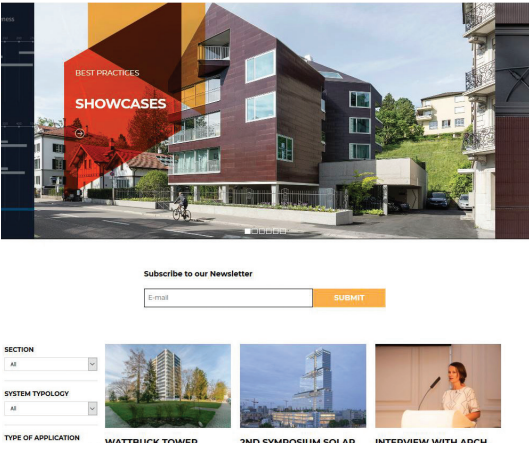 BEST PRACTICES
SHOWCASES
Subscribe to our Newsletter
E-mail
SUBMIT
SECTION
All
SYSTEM TYPOLOGY
All
TYPE OF APPLICATION
WATTBUCK TOWER
2ND SYMPOSIUM SOLAR
INTERVIEW WITH ARCH